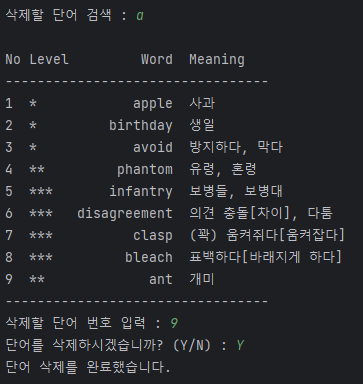 삭제할 단어 검색 : a
No Level Word Meaning
---------------------------------
1 * apple 사과
2 * birthday 생일
3 * avoid 방지하다, 막다
4 ** phantom 유령, 혼령
5 *** infantry 보병들, 보병대
6 *** disagreement 의견 충돌[차이], 다툼
7 *** clasp (꽉) 움켜쥐다[움켜잡다]
8 *** bleach 표백하다[바래지게 하다]
9 ** ant 개미
---------------------------------
삭제할 단어 번호 입력 : 9
단어를 삭제하시겠습니까? (Y/N) : Y
단어 삭제를 완료했습니다.